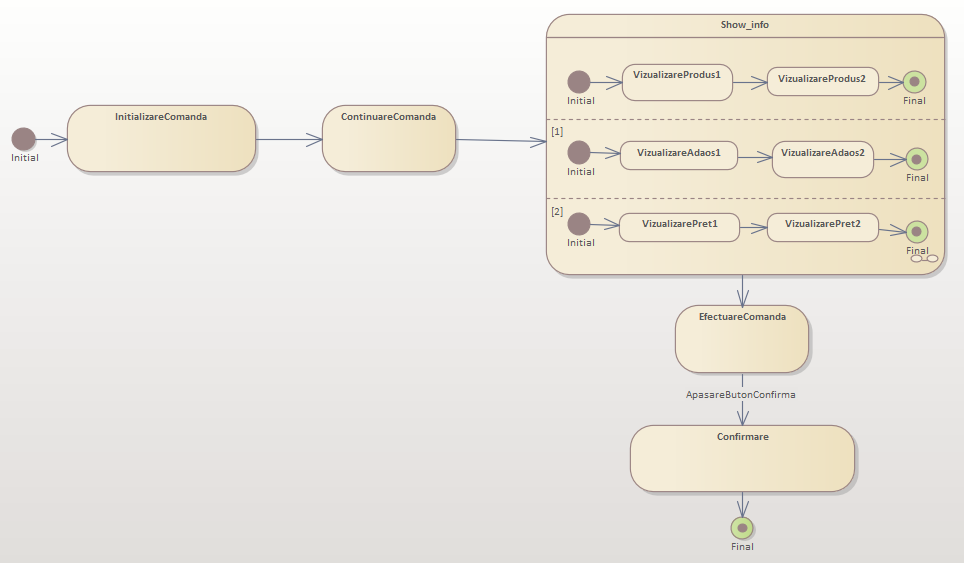 Show_info
VizualizareProdus1
VizualizareProdus2
Initial
Final
InitializareComanda
ContinuareComanda
Initial
[1]
VizualizareAdaos1
VizualizareAdaos2
Initial
Final
[2]
VizualizarePret1
VizualizarePret2
Initial
Final
EfectuareComanda
ApasareButonConfirma
Confirmare
Final